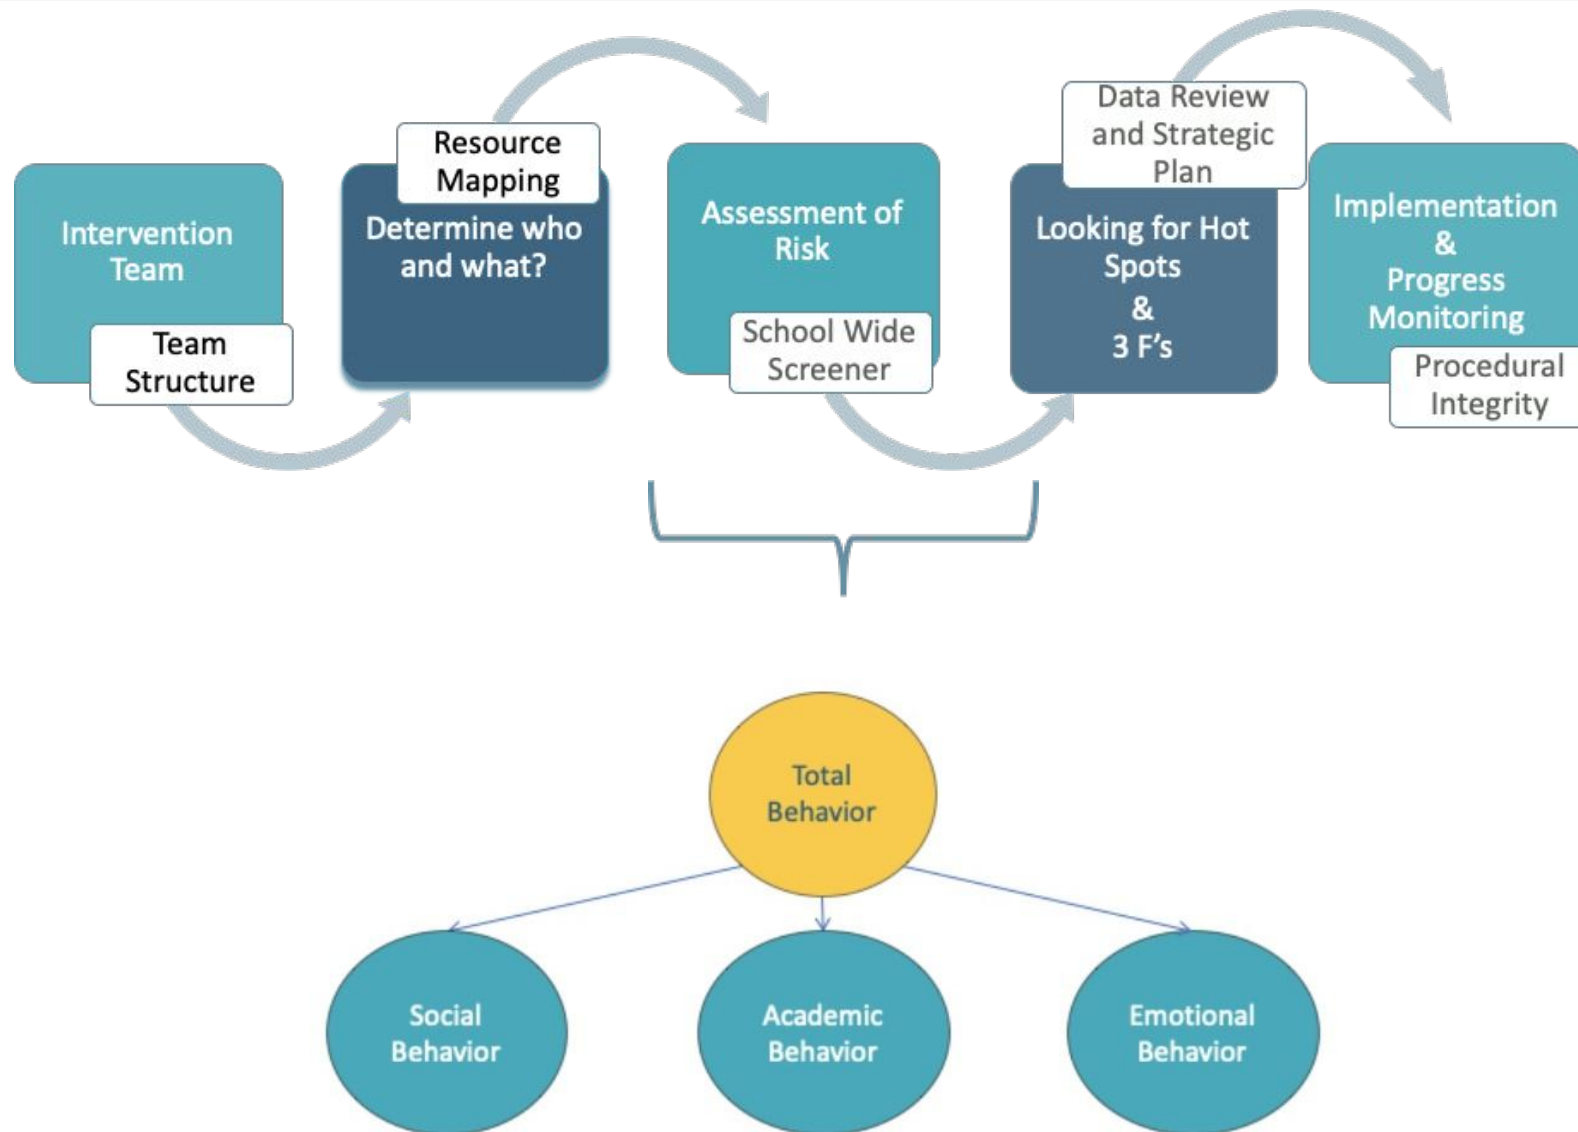 Intervention
Team
Team
Structure
Resource
Mapping
Determine who
and what?
Assessment of
Risk
School Wide
Screener
Data Review
and Strategic
Plan
Looking for Hot
Spots
&
3 F's
Implementation
&
Progress
Monitoring
Procedural
Integrity
Total
Behavior
Social
Behavior
Academic
Behavior
Emotional
Behavior